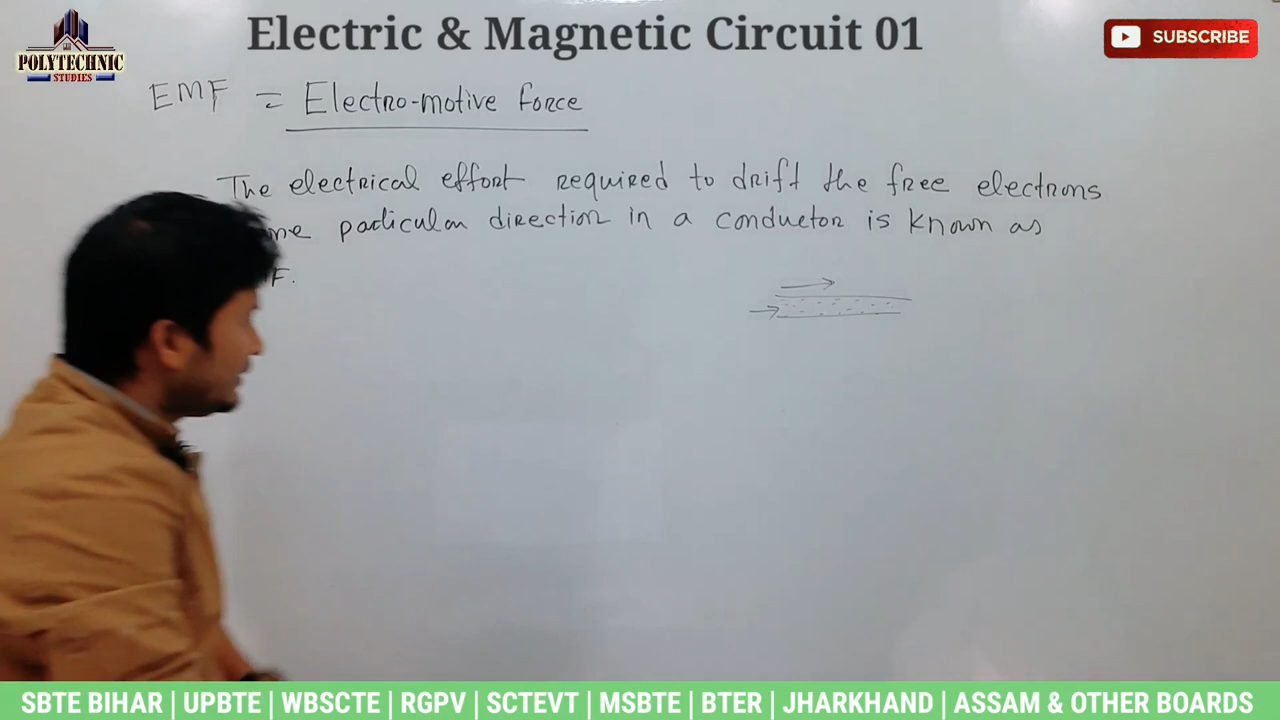 Electric & Magnetic Circuit 01
POLYTECHNIC
STUDIES
SUBSCRIBE
EMF = Electro-motive force
The electrical effort required to drift the free electrons
particular direction in a conductor is known as
F.
SBTE BIHAR | UPBTE | WBSCTE | RGPV | SCTEVT | MSBTE | BTER | JHARKHAND | ASSAM & OTHER BOARDS